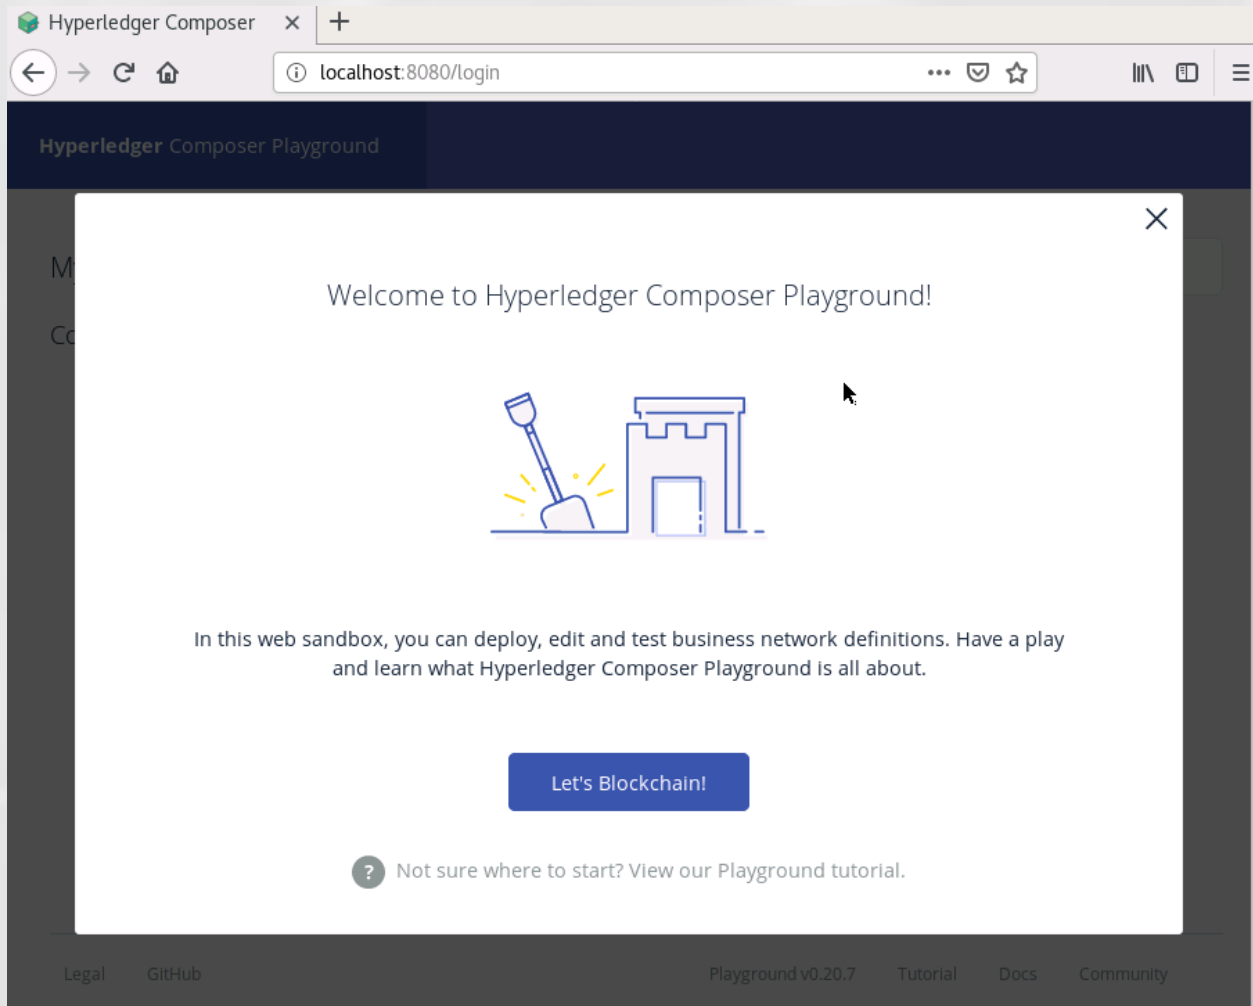 Hyperledger Composer
localhost:8080/login
Hyperledger Composer Playground
My
Co
Welcome to Hyperledger Composer Playground!
In this web sandbox, you can deploy, edit and test business network definitions. Have a play
and learn what Hyperledger Composer Playground is all about.
Let's Blockchain!
? Not sure where to start? View our Playground tutorial.
Legal GitHub Playground v0.20.7 Tutorial Docs Community